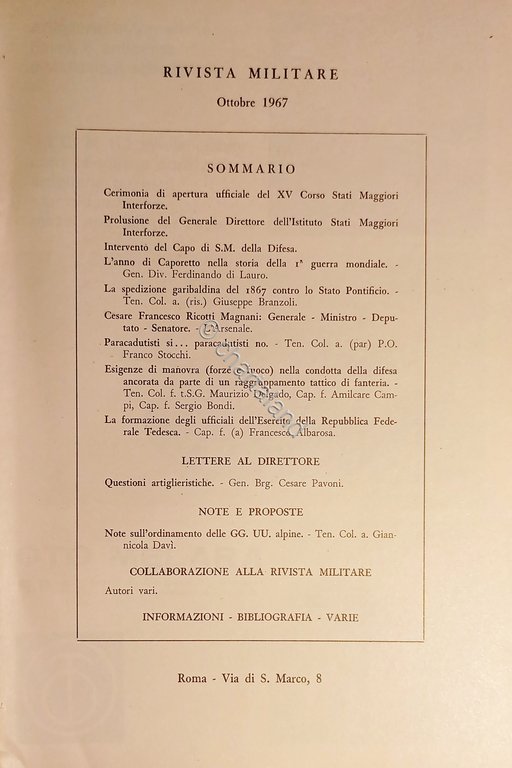 RIVISTA MILITARE
Ottobre 1967
SOMMARIO
Cerimonia di apertura ufficiale del XV Corso Stati Maggiori
Interforze.
Prolusione del Generale Direttore dell'Istituto Stati Maggiori
Interforze.
Intervento del Capo di S.M. della Difesa.
L'anno di Caporetto nella storia della 1ª guerra mondiale. -
Gen. Div. Ferdinando di Lauro.
La spedizione garibaldina del 1867 contro lo Stato Pontificio. -
Ten. Col. a. (ris.) Giuseppe Branzoli.
Cesare Francesco Ricotti Magnani: Generale - Ministro - Depu-
tato - Senatore. - L'Arsenale.
Paracadutisti si... paracadutisti no. - Ten. Col. a. (par) P.O.
Franco Stocchi.
Esigenze di manovra (forze e fuoco) nella condotta della difesa
ancorata da parte di un raggruppamento tattico di fanteria. -
Ten. Col. f. t.S.G. Maurizio Delgado, Cap. f. Amilcare Cam-
pi, Cap. f. Sergio Bondi.
La formazione degli ufficiali dell'Esercito della Repubblica Fede-
rale Tedesca. - Cap. f. (a) Francesco Albarosa.
LETTERE AL DIRETTORE
Questioni artiglieristiche. - Gen. Brg. Cesare Pavoni.
NOTE E PROPOSTE
Note sull'ordinamento delle GG. UU. alpine. - Ten. Col. a. Gian-
nicola Davì.
COLLABORAZIONE ALLA RIVISTA MILITARE
Autori vari.
INFORMAZIONI - BIBLIOGRAFIA - VARIE
Roma - Via di S. Marco, 8